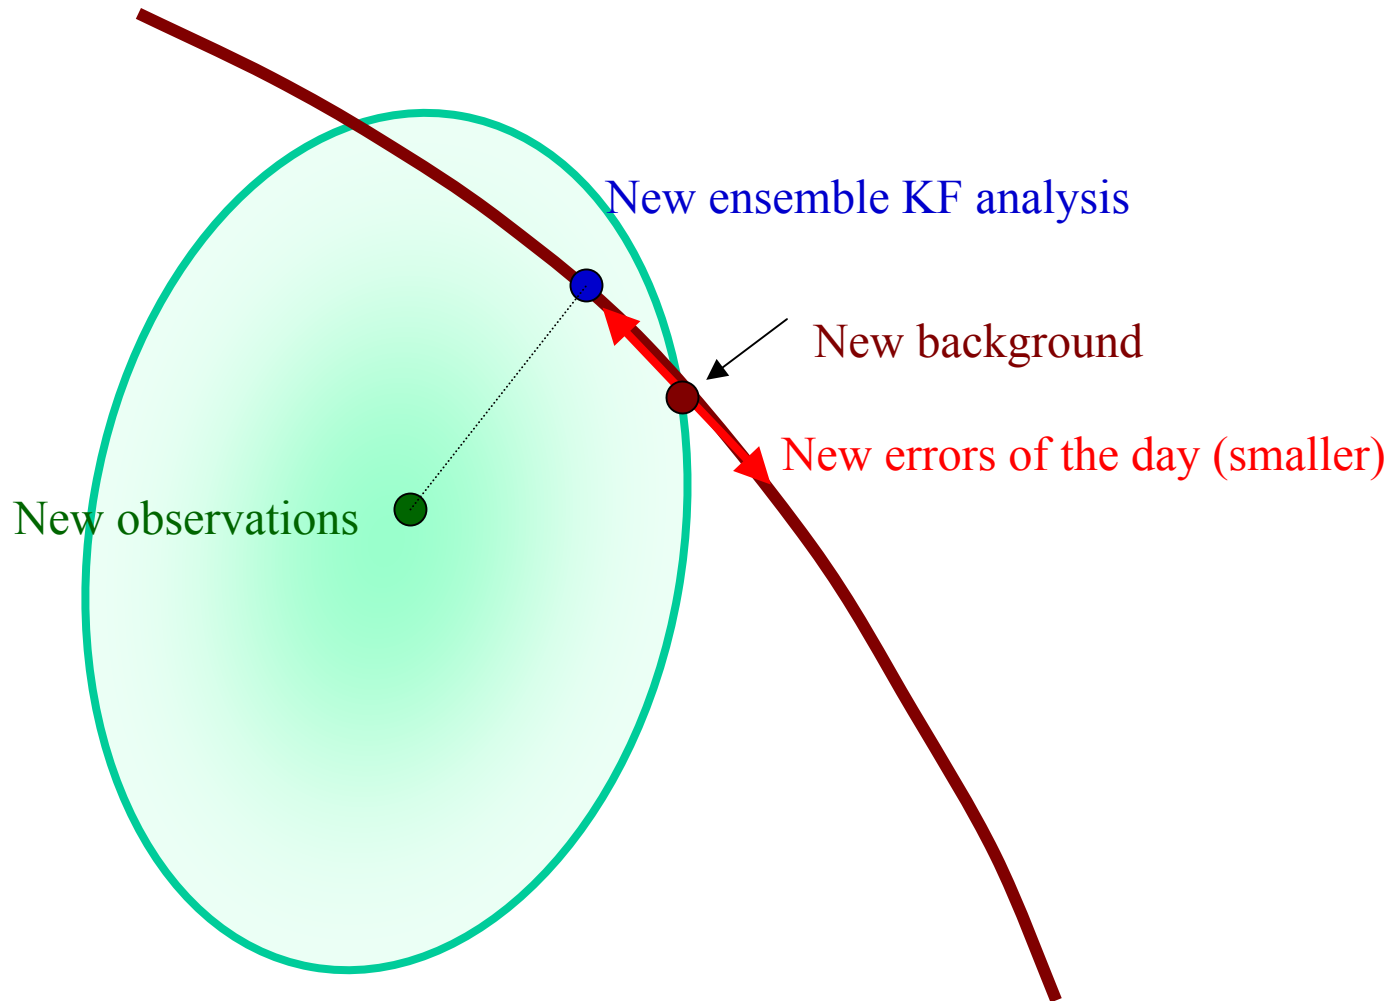 New ensemble KF analysis
New background
New errors of the day (smaller)
New observations